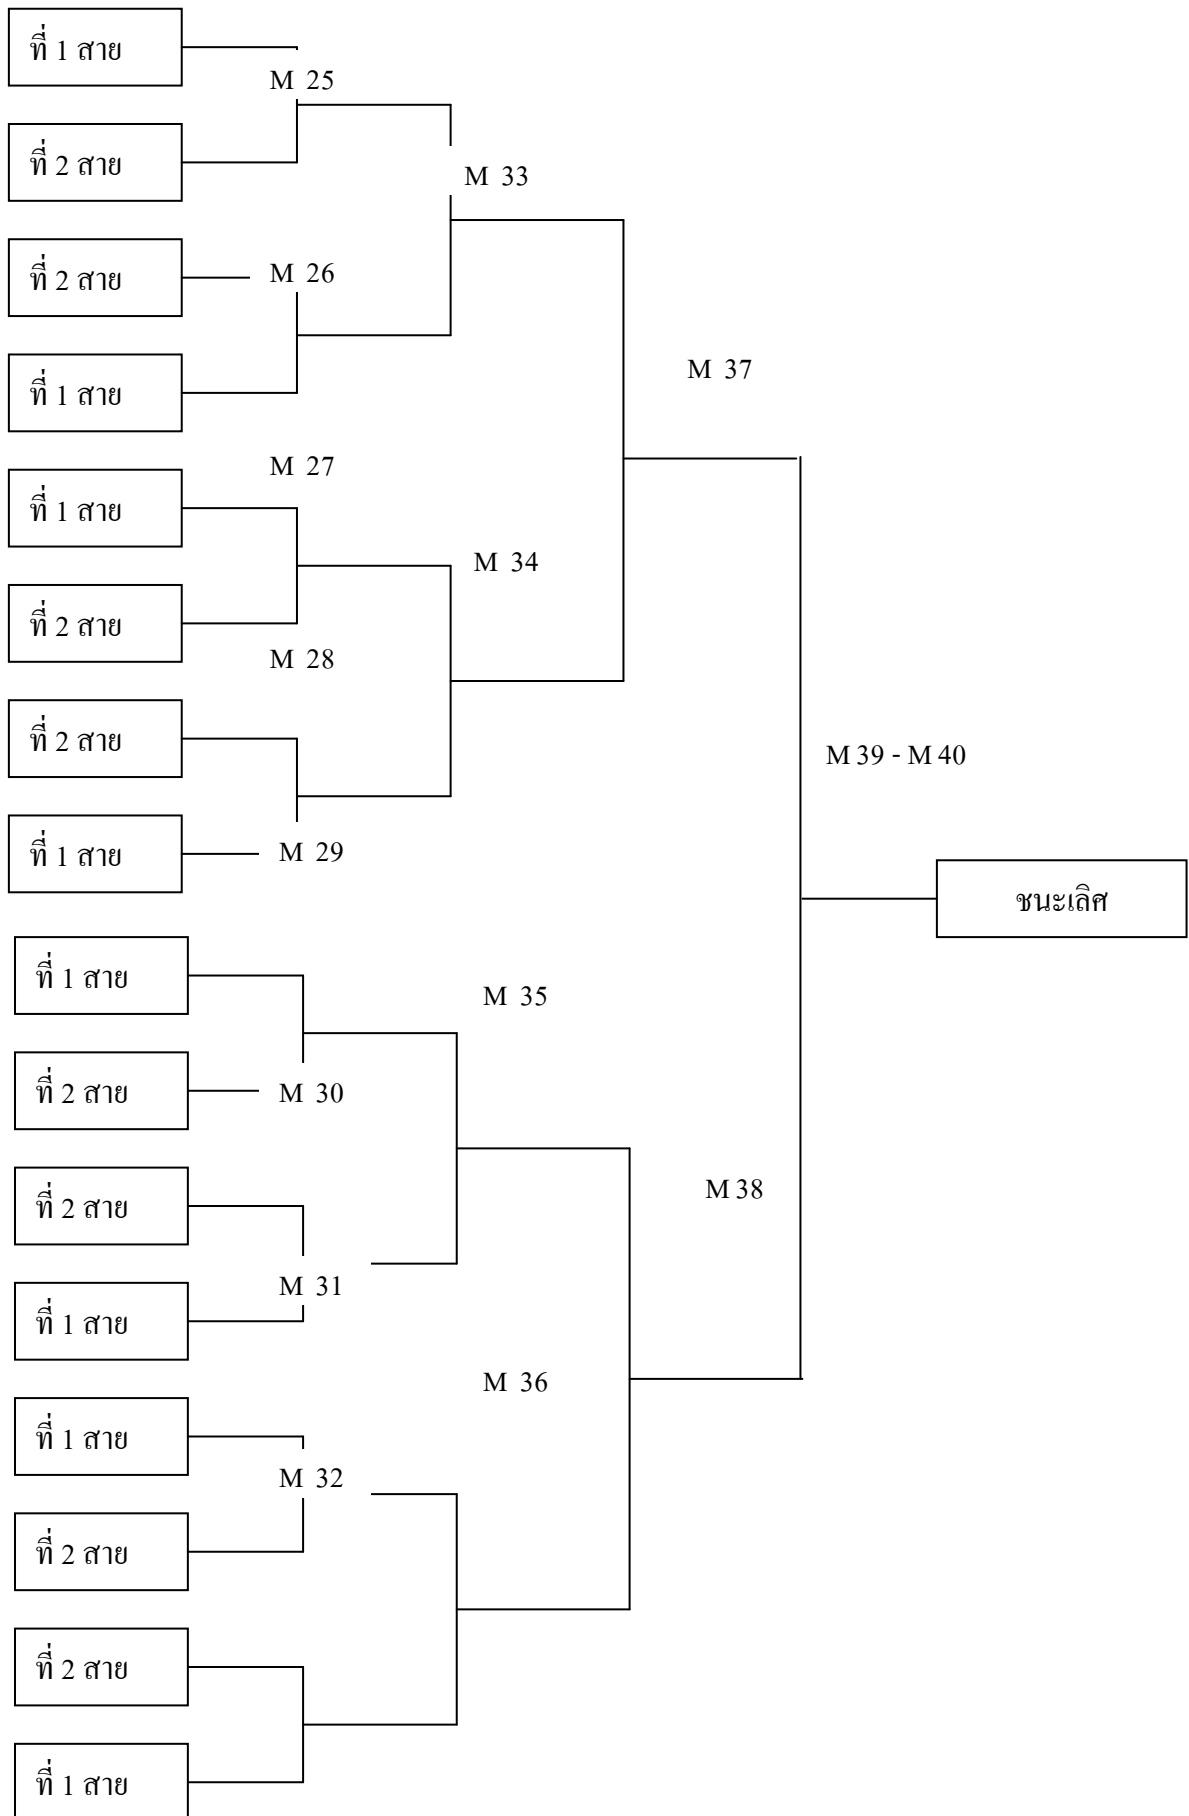 ที่ 1 สาย
M 25
ที่ 2 สาย
M 33
ที่ 2 สาย
M 26
ที่ 1 สาย
M 37
M 27
ที่ 1 สาย
M 34
ที่ 2 สาย
M 28
ที่ 2 สาย
M 39 - M 40
ที่ 1 สาย
M 29
ชนะเลิศ
ที่ 1 สาย
M 35
ที่ 2 สาย
M 30
ที่ 2 สาย
M 38
M 31
ที่ 1 สาย
M 36
ที่ 1 สาย
M 32
ที่ 2 สาย
ที่ 2 สาย
ที่ 1 สาย